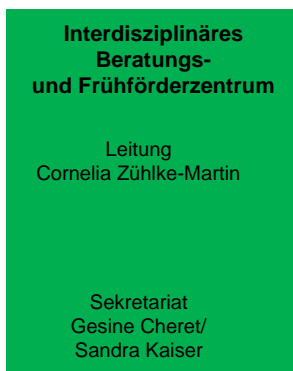 Interdisziplinäres
Beratungs-
und Frühförderzentrum
Leitung
Cornelia Zühlke-Martin
Sekretariat
Gesine Cheret/
Sandra Kaiser